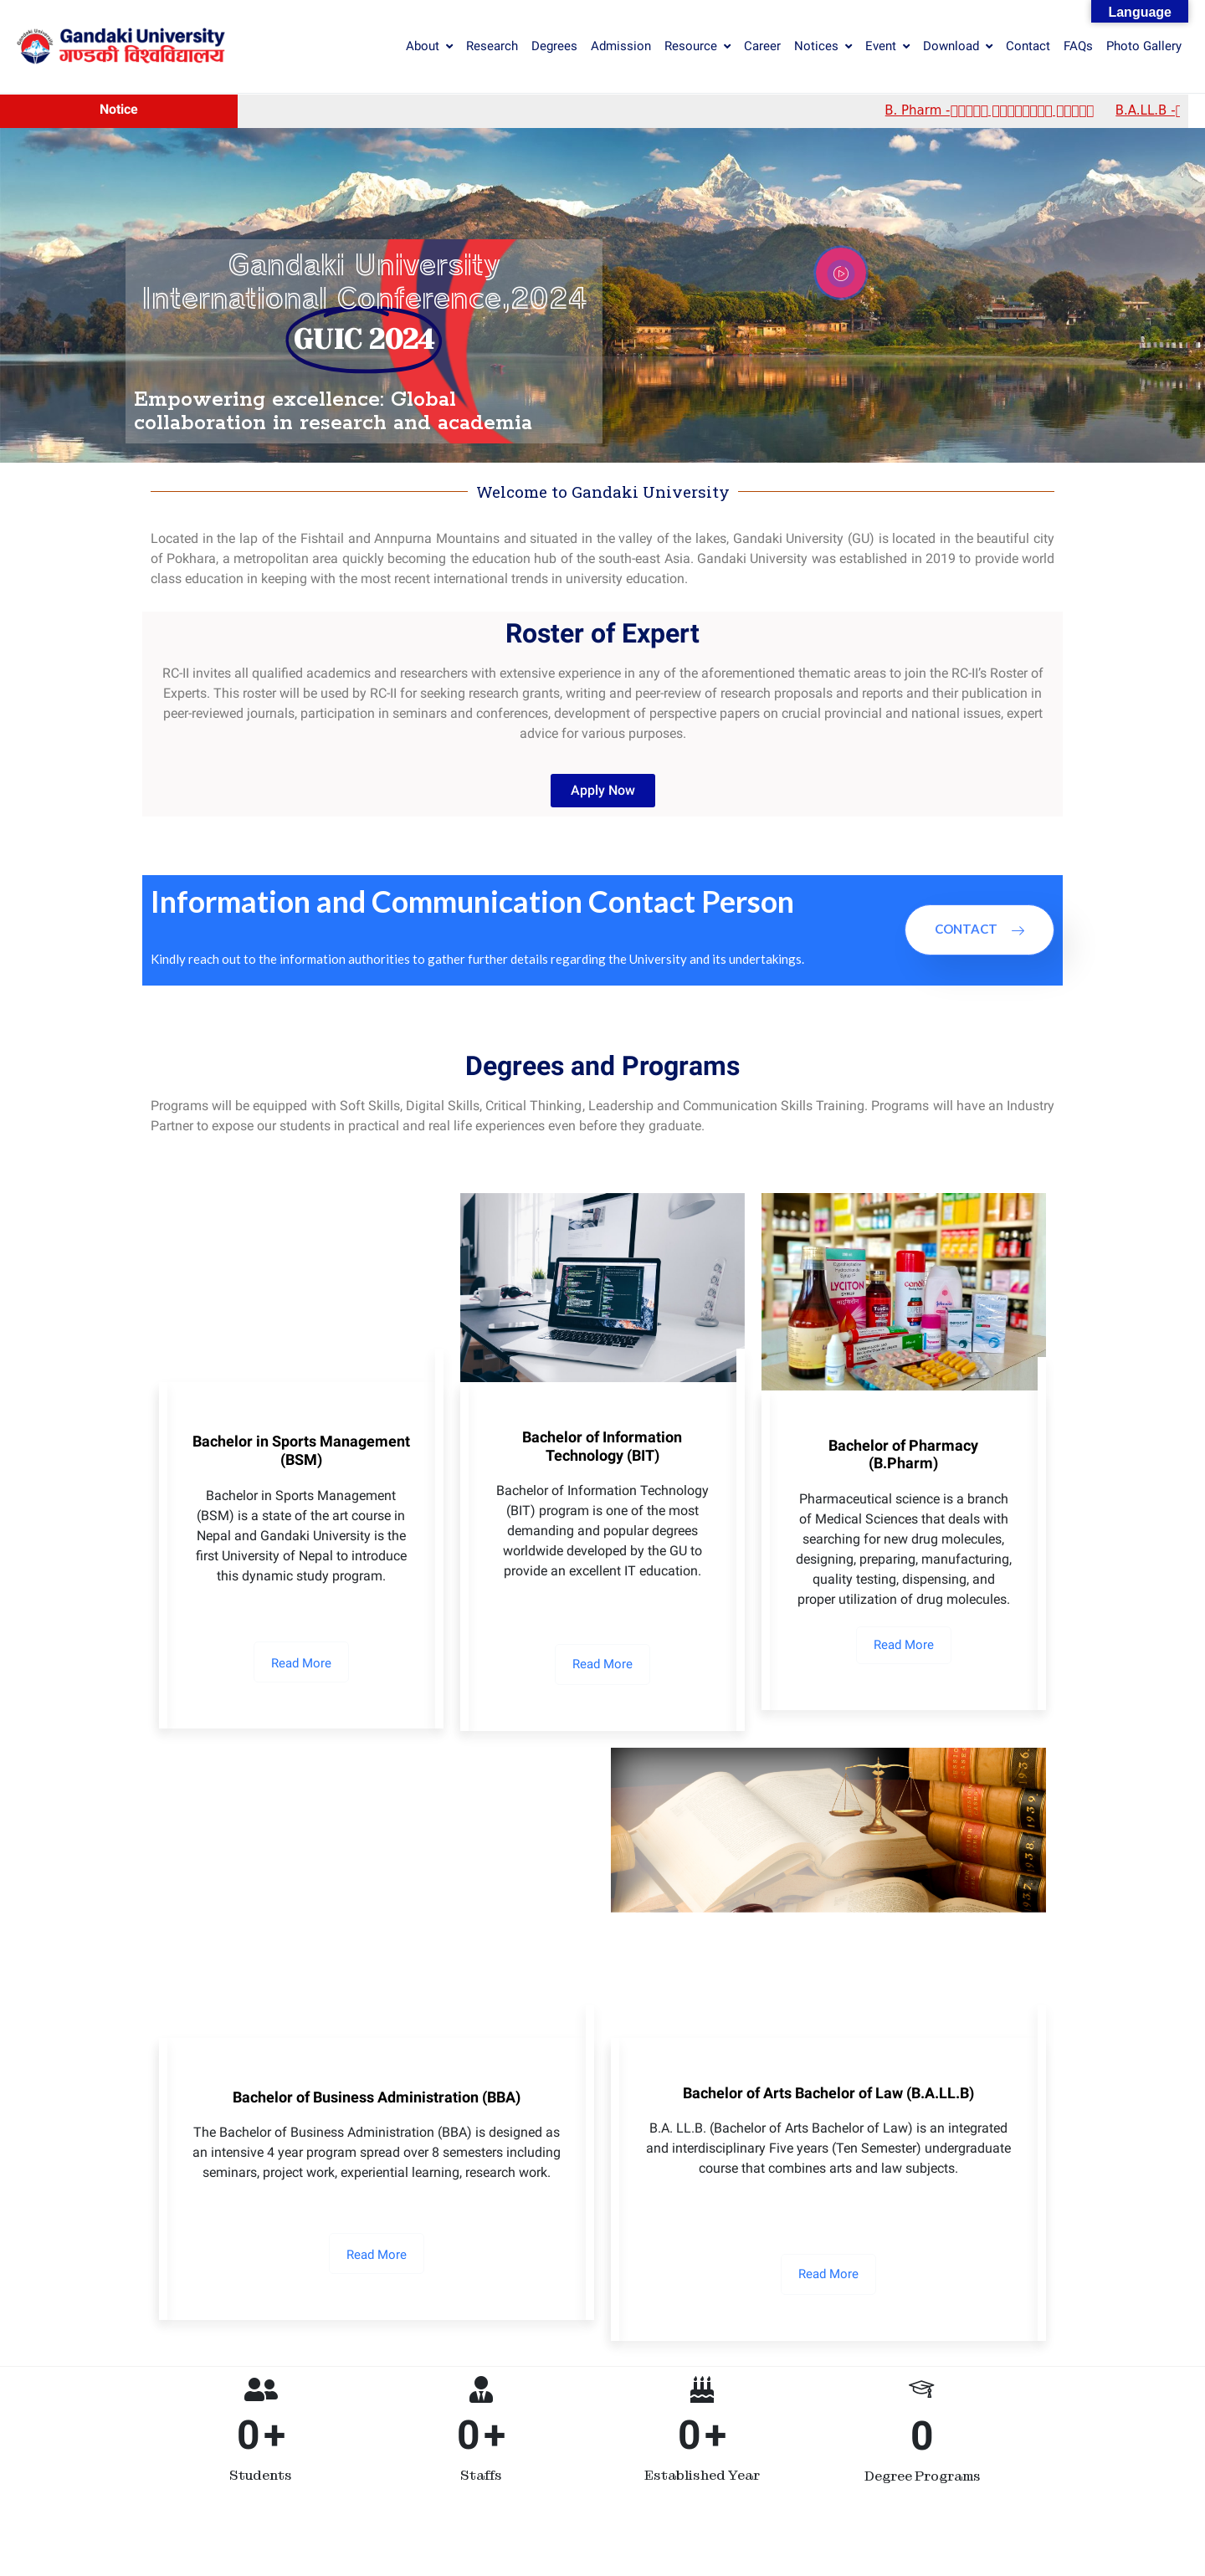 Language
Gandaki University
गण्डकी विश्वविद्यालय
About Research Degrees Admission Resource Career Notices Event Download Contact FAQs Photo Gallery
Notice
B. Pharm -
B.A.LL.B -
Gandaki University
International Conference,2024
GUIC 2024
Empowering excellence: Global
collaboration in research and academia
Welcome to Gandaki University
Located in the lap of the Fishtail and Annpurna Mountains and situated in the valley of the lakes, Gandaki University (GU) is located in the beautiful city
of Pokhara, a metropolitan area quickly becoming the education hub of the south-east Asia. Gandaki University was established in 2019 to provide world
class education in keeping with the most recent international trends in university education.
Roster of Expert
RC-II invites all qualified academics and researchers with extensive experience in any of the aforementioned thematic areas to join the RC-II’s Roster of
Experts. This roster will be used by RC-II for seeking research grants, writing and peer-review of research proposals and reports and their publication in
peer-reviewed journals, participation in seminars and conferences, development of perspective papers on crucial provincial and national issues, expert
advice for various purposes.
Apply Now
Information and Communication Contact Person
CONTACT
Kindly reach out to the information authorities to gather further details regarding the University and its undertakings.
Degrees and Programs
Programs will be equipped with Soft Skills, Digital Skills, Critical Thinking, Leadership and Communication Skills Training. Programs will have an Industry
Partner to expose our students in practical and real life experiences even before they graduate.
LYCITON
Bachelor in Sports Management
(BSM)
Bachelor in Sports Management
(BSM) is a state of the art course in
Nepal and Gandaki University is the
first University of Nepal to introduce
this dynamic study program.
Read More
Bachelor of Information
Technology (BIT)
Bachelor of Information Technology
(BIT) program is one of the most
demanding and popular degrees
worldwide developed by the GU to
provide an excellent IT education.
Read More
Bachelor of Pharmacy
(B.Pharm)
Pharmaceutical science is a branch
of Medical Sciences that deals with
searching for new drug molecules,
designing, preparing, manufacturing,
quality testing, dispensing, and
proper utilization of drug molecules.
Read More
Bachelor of Business Administration (BBA)
The Bachelor of Business Administration (BBA) is designed as
an intensive 4 year program spread over 8 semesters including
seminars, project work, experiential learning, research work.
Read More
Bachelor of Arts Bachelor of Law (B.A.LL.B)
B.A. LL.B. (Bachelor of Arts Bachelor of Law) is an integrated
and interdisciplinary Five years (Ten Semester) undergraduate
course that combines arts and law subjects.
Read More
0+
Students
0+
Staffs
0+
Established Year
0
Degree Programs